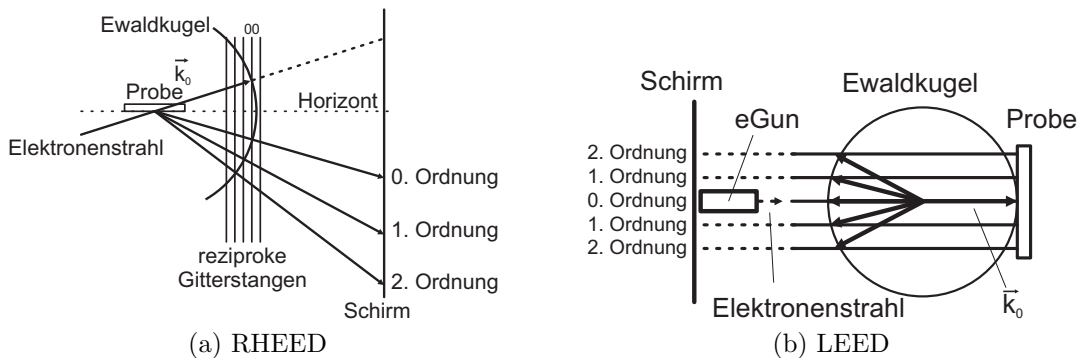 Ewaldkugel
00
k₀
Probe
Horizont
Elektronenstrahl
0. Ordnung
1. Ordnung
reziproke
Gitterstangen
2. Ordnung
Schirm
(a) RHEED
Schirm
Ewaldkugel
eGun
Probe
2. Ordnung
1. Ordnung
0. Ordnung
1. Ordnung
2. Ordnung
Elektronenstrahl
k₀
(b) LEED